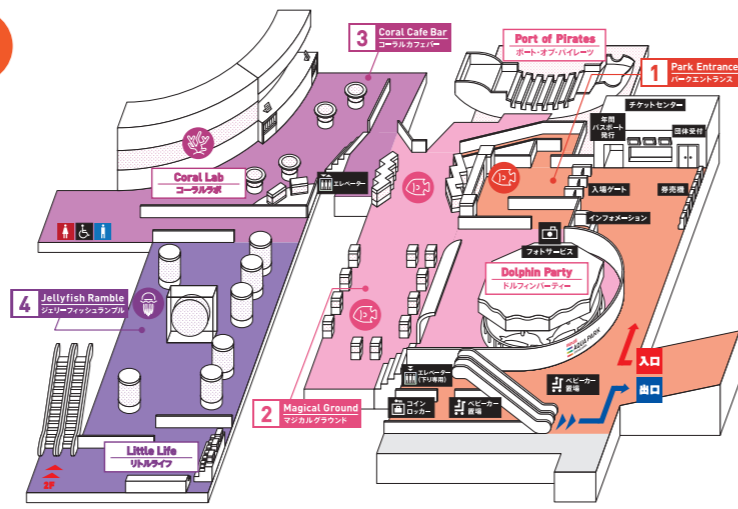 3 Coral Cafe Bar
コーラルカフェバー
Port of Pirates
ポート・オブ・パイレーツ
1 Park Entrance
パークエントランス
チケットセンター
年間
パスポート
発行
団体受付
Coral Lab
コーラルラボ
エレベーター
入場ゲート
券売機
インフォメーション
フォトサービス
Dolphin Party
ドルフィンパーティー
4 Jellyfish Ramble
ジェリーフィッシュランブル
AQUA PARK
入口
出口
エレベーター
(下り専用)
ベビーカー
置場
コイン
ロッカー
ベビーカー
置場
2 Magical Ground
マジカルグラウンド
Little Life
リトルライフ
2F